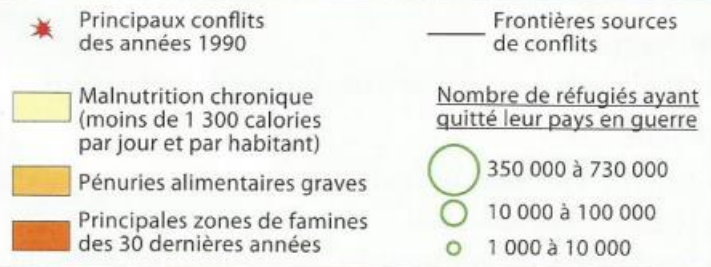 Principaux conflits
des années 1990
Malnutrition chronique
(moins de 1 300 calories
par jour et par habitant)
Pénuries alimentaires graves
Principales zones de famines
des 30 dernières années
Frontières sources
de conflits
Nombre de réfugiés ayant
quitté leur pays en guerre
350 000 à 730 000
10 000 à 100 000
1 000 à 10 000